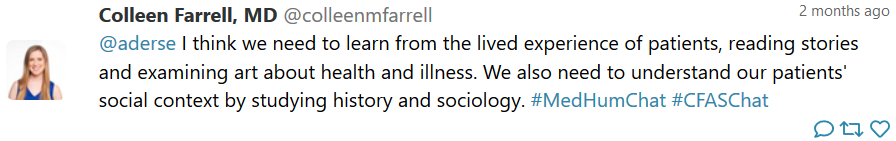 Colleen Farrell, MD @colleenmfarrell
2 months ago
@aderse I think we need to learn from the lived experience of patients, reading stories
and examining art about health and illness. We also need to understand our patients'
social context by studying history and sociology. #MedHumChat #CFASChat